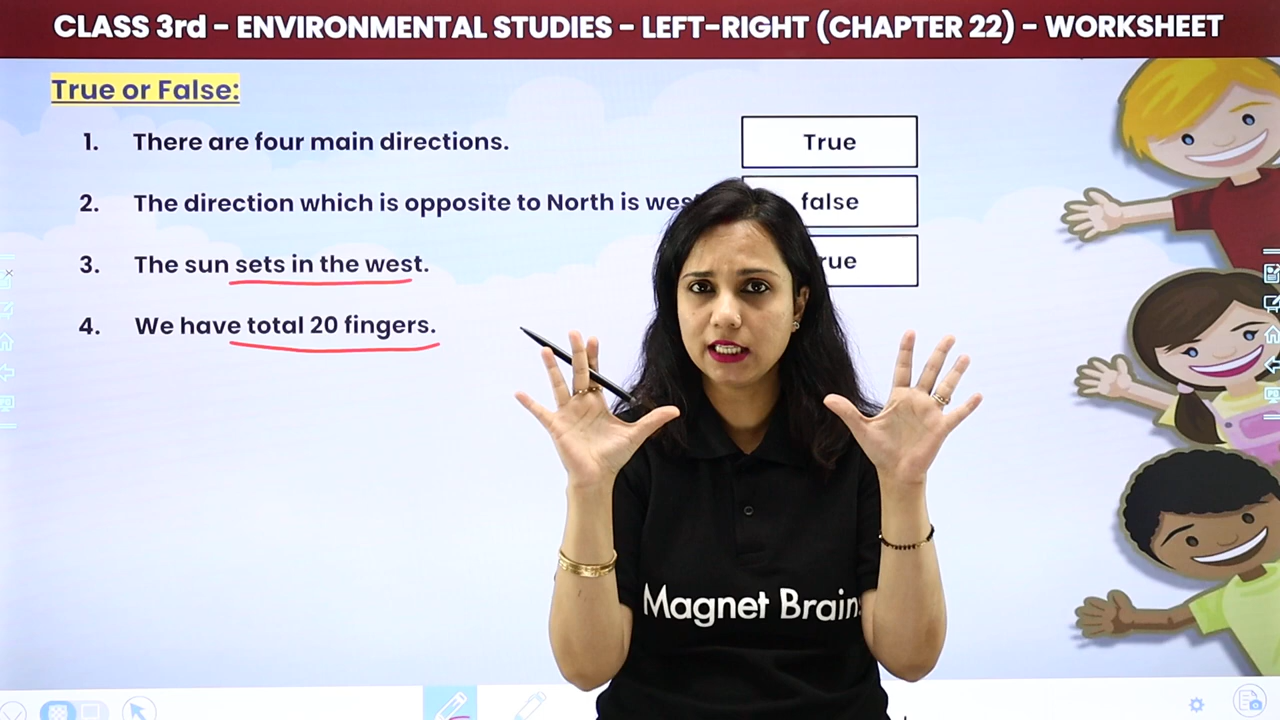 CLASS 3rd - ENVIRONMENTAL STUDIES - LEFT-RIGHT (CHAPTER 22) - WORKSHEET
True or False:
1. There are four main directions. True
2. The direction which is opposite to North is false
3. The sun sets in the west.
4. We have total 20 fingers.
Magnet Brain